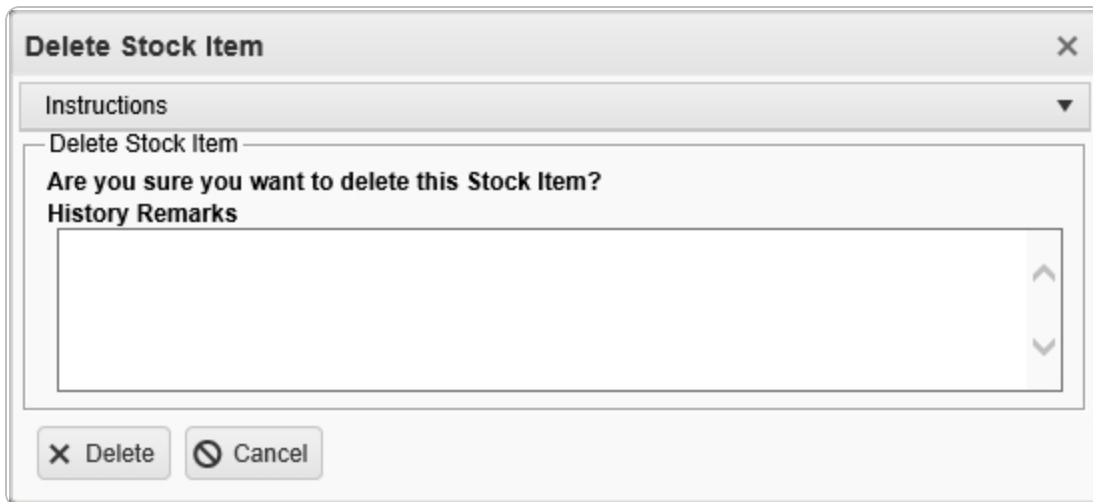 Delete Stock Item
Instructions
Delete Stock Item
Are you sure you want to delete this Stock Item?
History Remarks
Delete Cancel